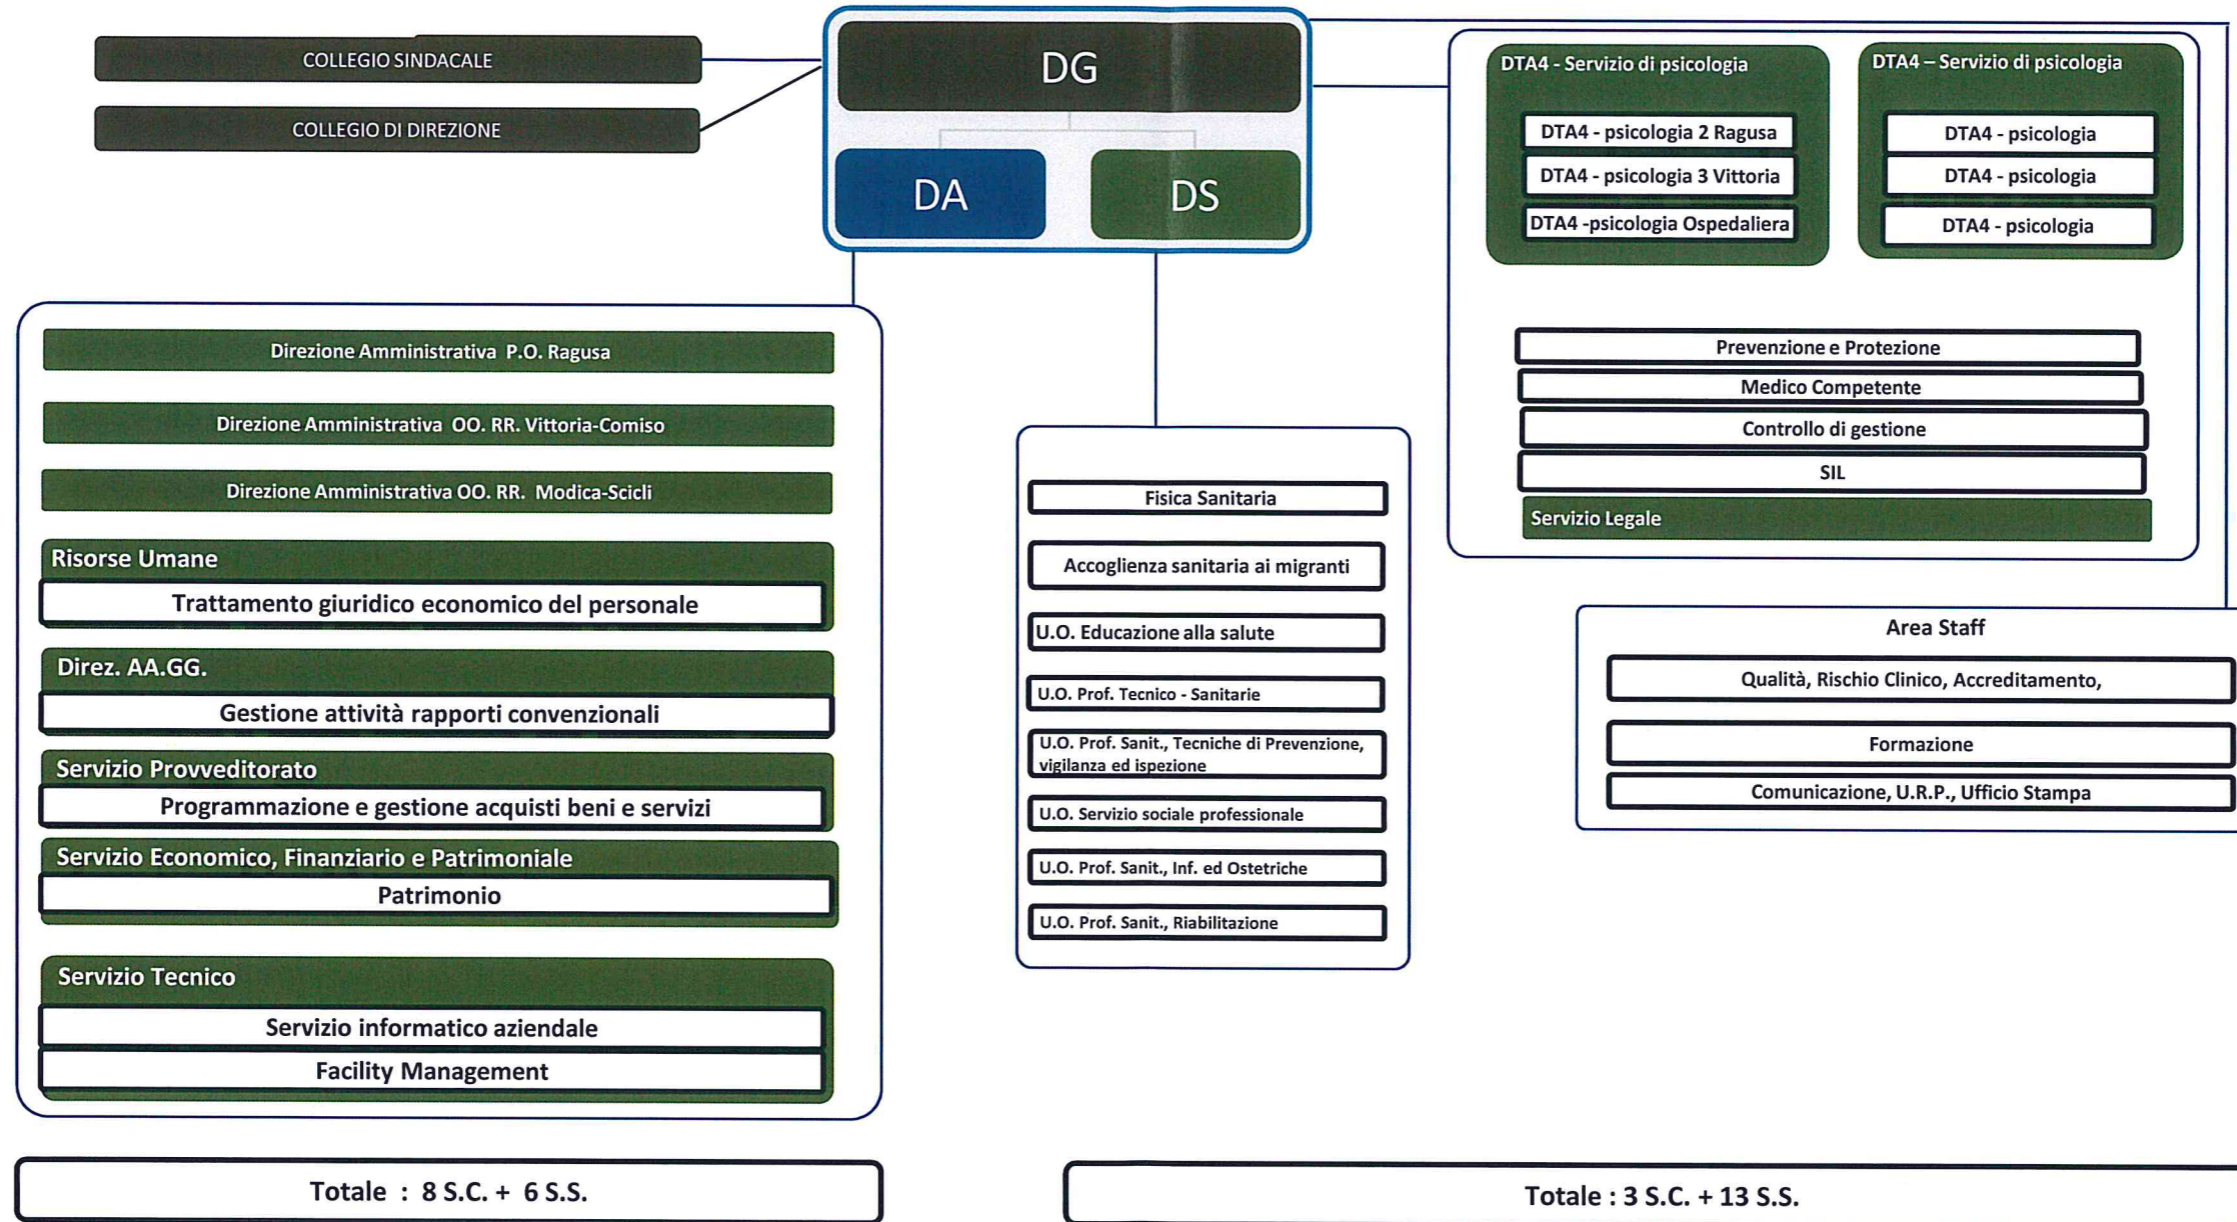 COLLEGIO SINDACALE
COLLEGIO DI DIREZIONE
DG
DA
DS
DTA4 - Servizio di psicologia
DTA4 - psicologia 2 Ragusa
DTA4 - psicologia 3 Vittoria
DTA4 -psicologia Ospedaliera
DTA4 – Servizio di psicologia
DTA4 - psicologia
DTA4 - psicologia
DTA4 - psicologia
Prevenzione e Protezione
Medico Competente
Controllo di gestione
SIL
Servizio Legale
Direzione Amministrativa P.O. Ragusa
Direzione Amministrativa OO. RR. Vittoria-Comiso
Direzione Amministrativa OO. RR. Modica-Scicli
Risorse Umane
Trattamento giuridico economico del personale
Direz. AA.GG.
Gestione attività rapporti convenzionali
Servizio Provveditorato
Programmazione e gestione acquisti beni e servizi
Servizio Economico, Finanziario e Patrimoniale
Patrimonio
Servizio Tecnico
Servizio informatico aziendale
Facility Management
Fisica Sanitaria
Accoglienza sanitaria ai migranti
U.O. Educazione alla salute
U.O. Prof. Tecnico - Sanitarie
U.O. Prof. Sanit., Tecniche di Prevenzione,
vigilanza ed ispezione
U.O. Servizio sociale professionale
U.O. Prof. Sanit., Inf. ed Ostetriche
U.O. Prof. Sanit., Riabilitazione
Area Staff
Qualità, Rischio Clinico, Accreditamento,
Formazione
Comunicazione, U.R.P., Ufficio Stampa
Totale : 8 S.C. + 6 S.S.
Totale : 3 S.C. + 13 S.S.